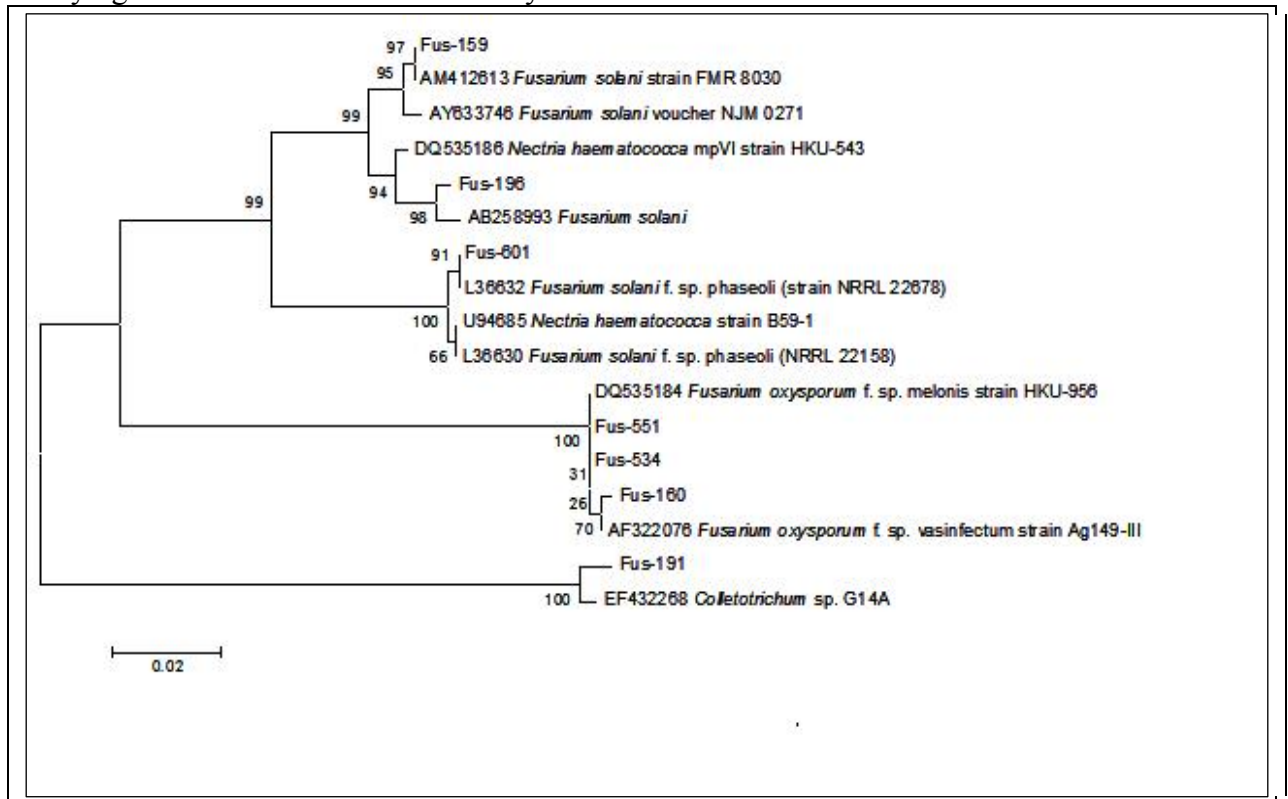 97 Fus-159
95 AM412613 Fusarium solani strain FMR 8030
AY633746 Fusarium solani voucher NJM 0271
99
DQ535186 Nectria haematococca mpVI strain HKU-543
94 Fus-196
99
98 AB258993 Fusarium solani
91 Fus-601
L36632 Fusarium solani f. sp. phaseoli (strain NRRL 22678)
100 U94685 Nectria haematococca strain B59-1
66 L36630 Fusarium solani f. sp. phaseoli (NRRL 22158)
DQ535184 Fusarium oxysporum f. sp. melonis strain HKU-956
Fus-551
100
Fus-534
31
26 Fus-160
70 AF322076 Fusarium oxysporum f. sp. vasinfectum strain Ag149-III
Fus-191
100 EF432268 Colletotrichum sp. G14A
0.02